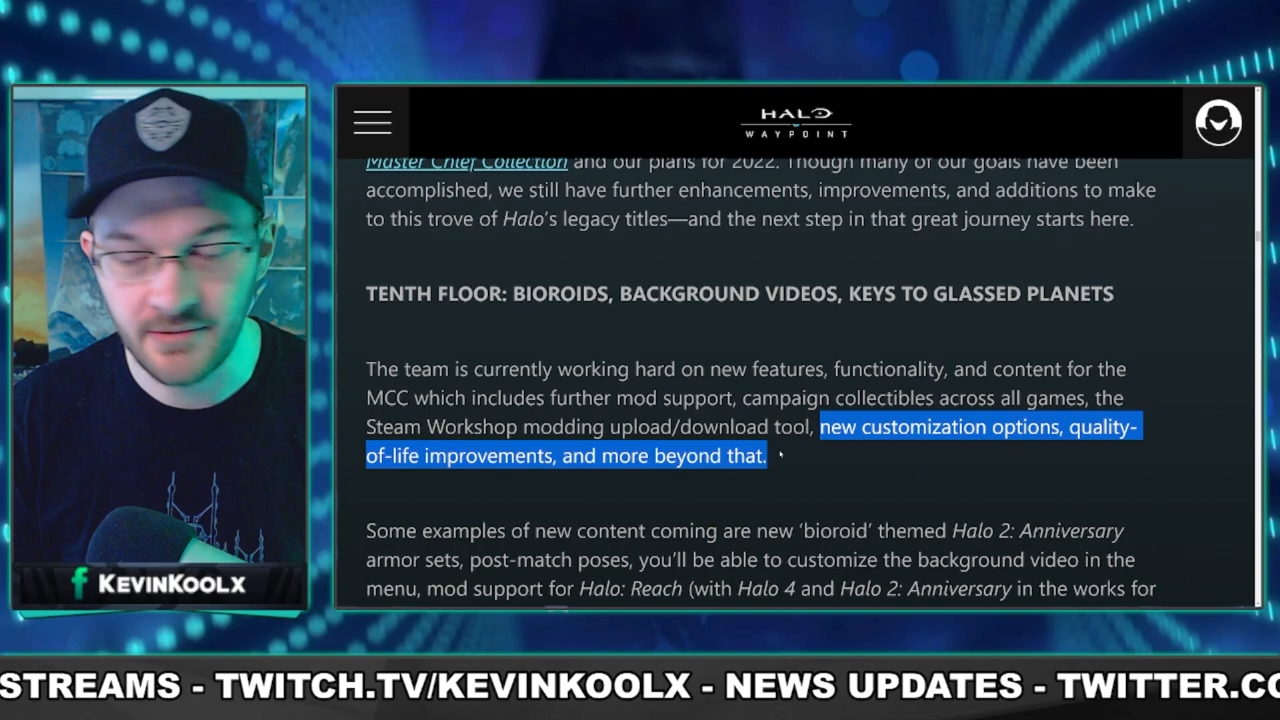 HALO
WAYPOINT
Master Chief Collection and our plans for 2022. Though many of our goals have been
accomplished, we still have further enhancements, improvements, and additions to make
to this trove of Halo's legacy titles—and the next step in that great journey starts here.
TENTH FLOOR: BIOROIDS, BACKGROUND VIDEOS, KEYS TO GLASSED PLANETS
The team is currently working hard on new features, functionality, and content for the
MCC which includes further mod support, campaign collectibles across all games, the
Steam Workshop modding upload/download tool, new customization options, quality-
of-life improvements, and more beyond that.
Some examples of new content coming are new ‘bioroid’ themed Halo 2: Anniversary
armor sets, post-match poses, you’ll be able to customize the background video in the
menu, mod support for Halo: Reach (with Halo 4 and Halo 2: Anniversary in the works for
f KEVINKOOLX
STREAMS - TWITCH.TV/KEVINKOOLX - NEWS UPDATES - TWITTER.CO